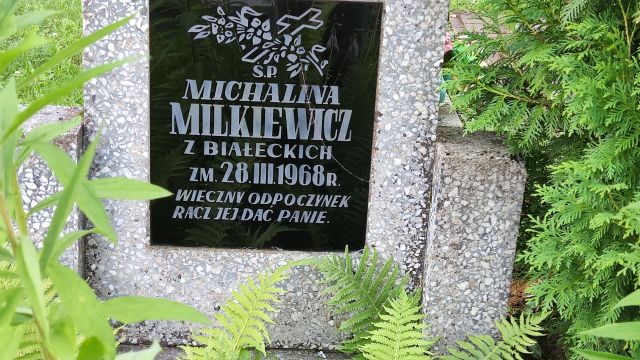 Ś.P.
MICHALINA
MILKIEWICZ
Z BIAŁECKICH
ZM. 28 III 1968 R.
WIECZNY ODPOCZYNEK
RACZ JEJ DAĆ PANIE.